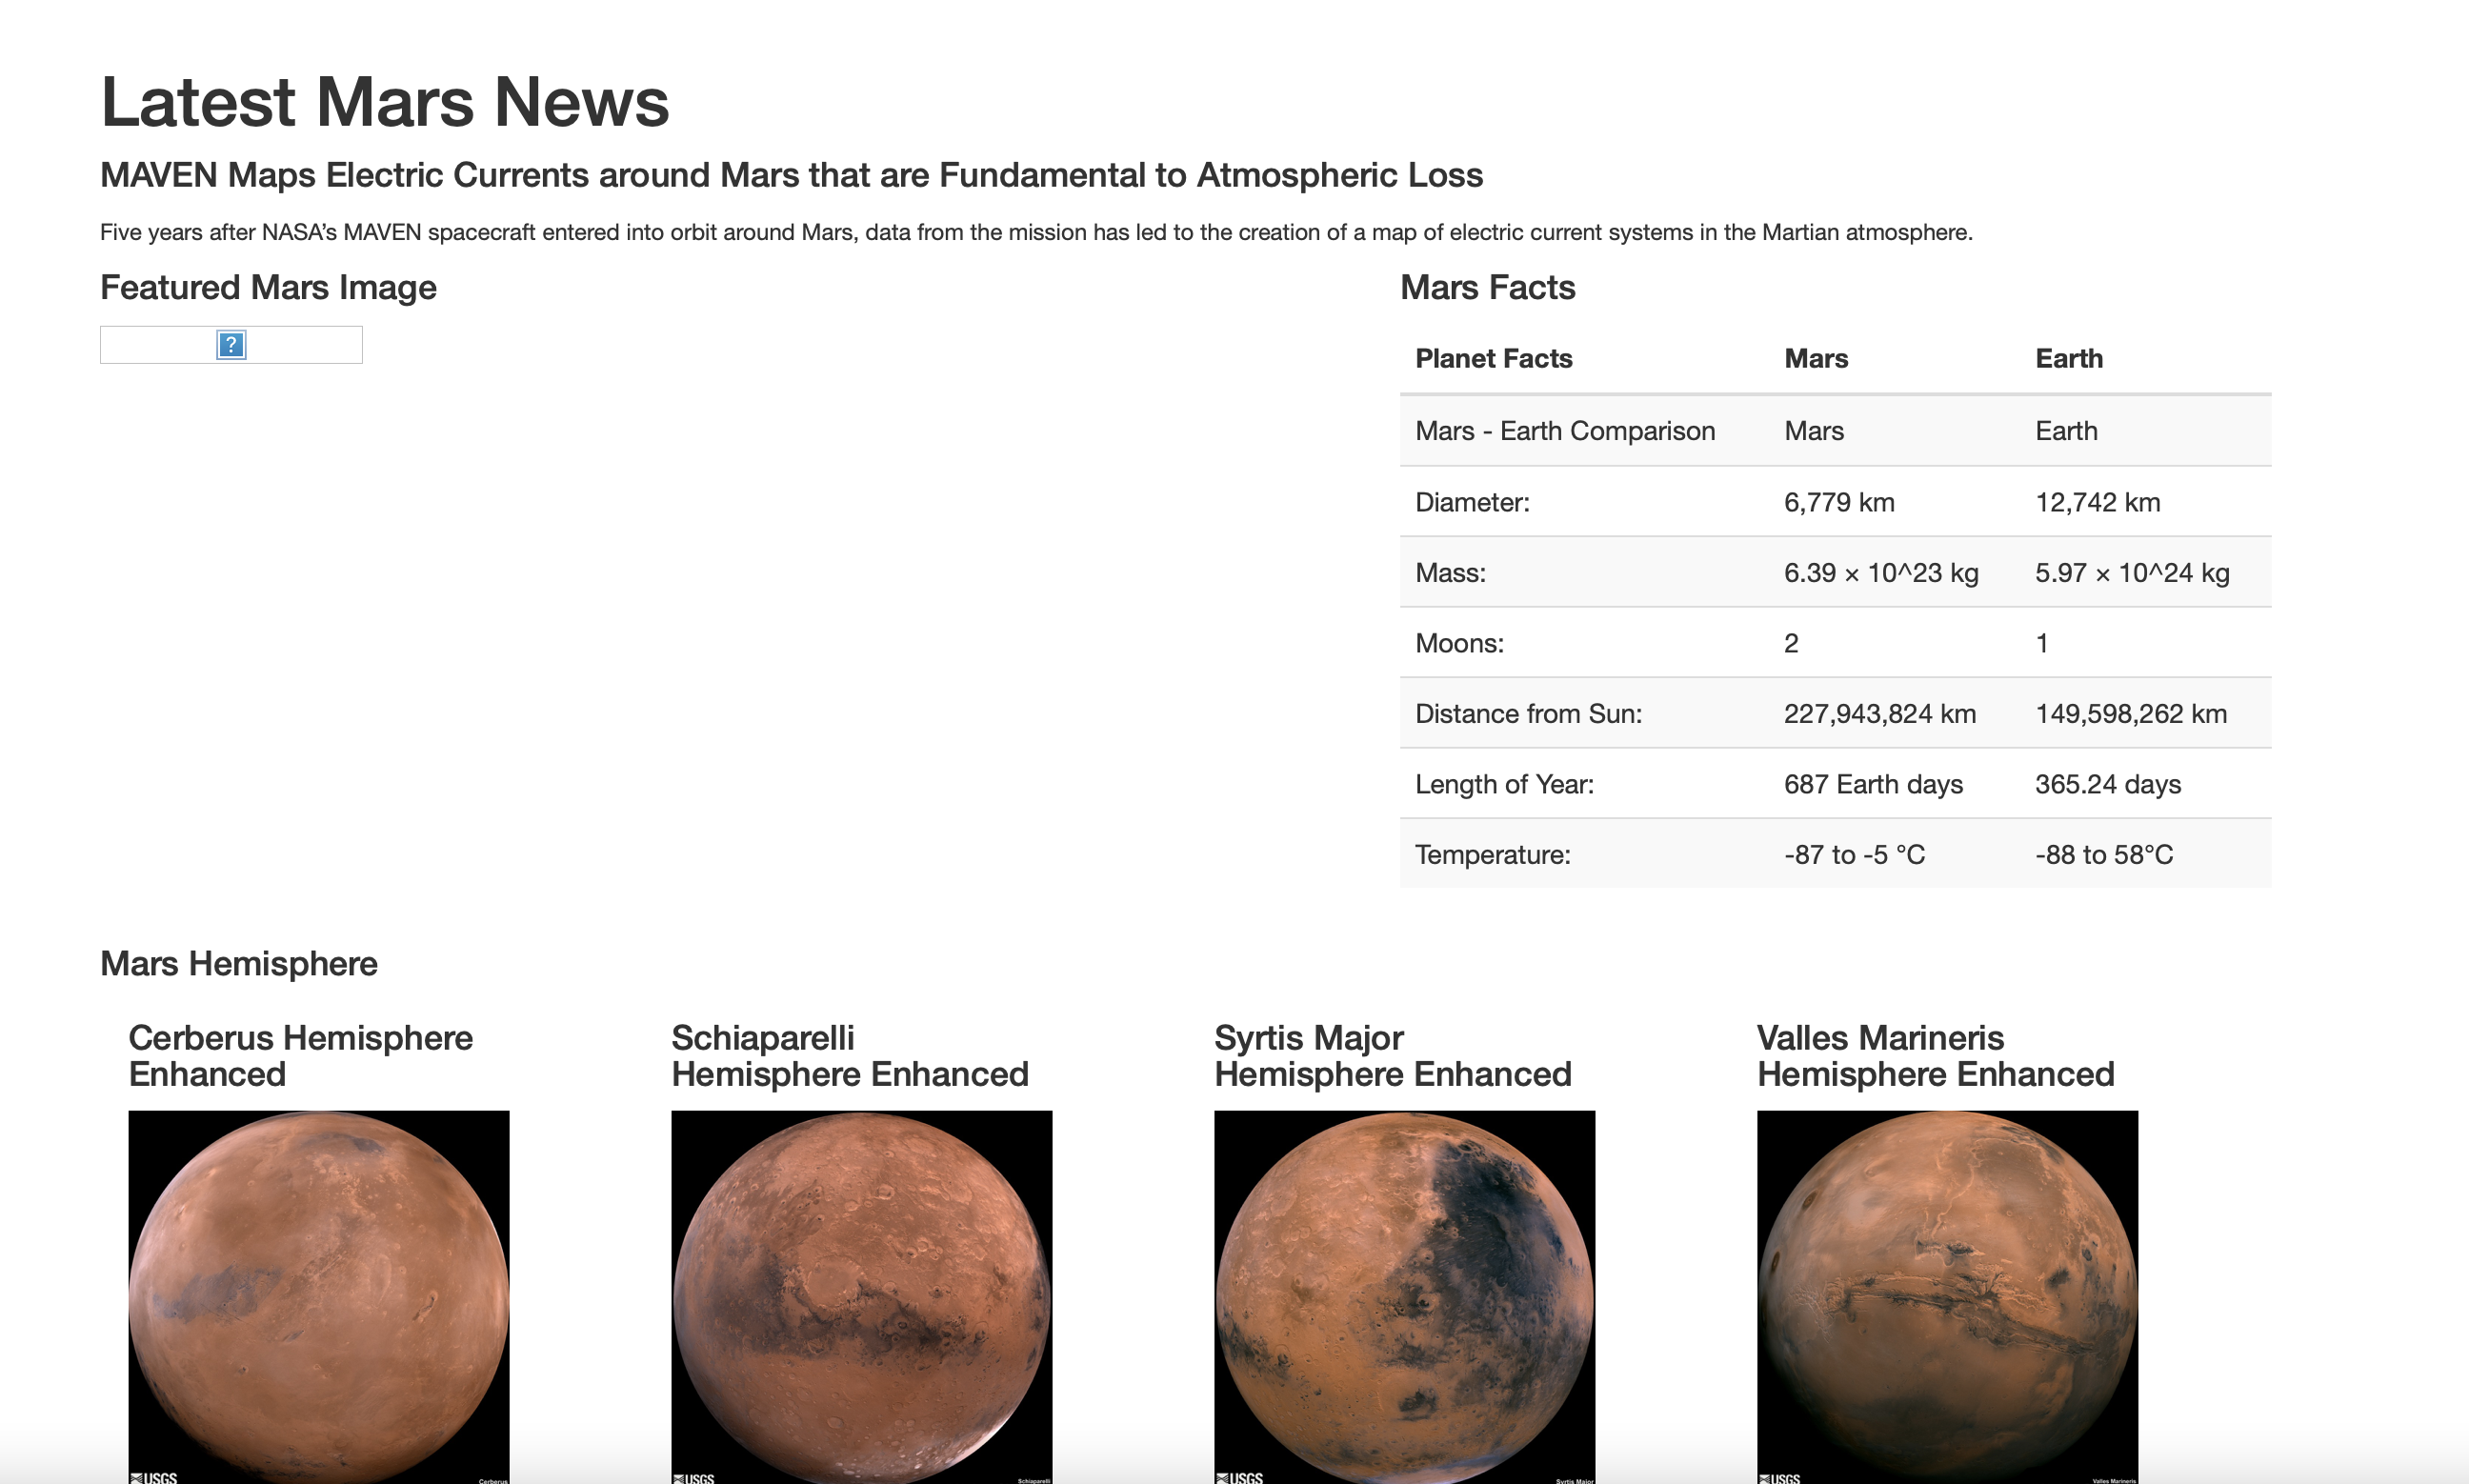 Latest Mars News
MAVEN Maps Electric Currents around Mars that are Fundamental to Atmospheric Loss
Five years after NASA’s MAVEN spacecraft entered into orbit around Mars, data from the mission has led to the creation of a map of electric current systems in the Martian atmosphere.
Featured Mars Image
?
Mars Facts
Planet Facts Mars Earth
Mars - Earth Comparison Mars Earth
Diameter: 6,779 km 12,742 km
Mass: 6.39 × 10^23 kg 5.97 × 10^24 kg
Moons: 2 1
Distance from Sun: 227,943,824 km 149,598,262 km
Length of Year: 687 Earth days 365.24 days
Temperature: -87 to -5 °C -88 to 58°C
Mars Hemisphere
Cerberus Hemisphere
Enhanced
Schiaparelli
Hemisphere Enhanced
Syrtis Major
Hemisphere Enhanced
Valles Marineris
Hemisphere Enhanced
USGS Cerberus
USGS Schiaparelli
USGS Syrtis Major
USGS Valles Marineris